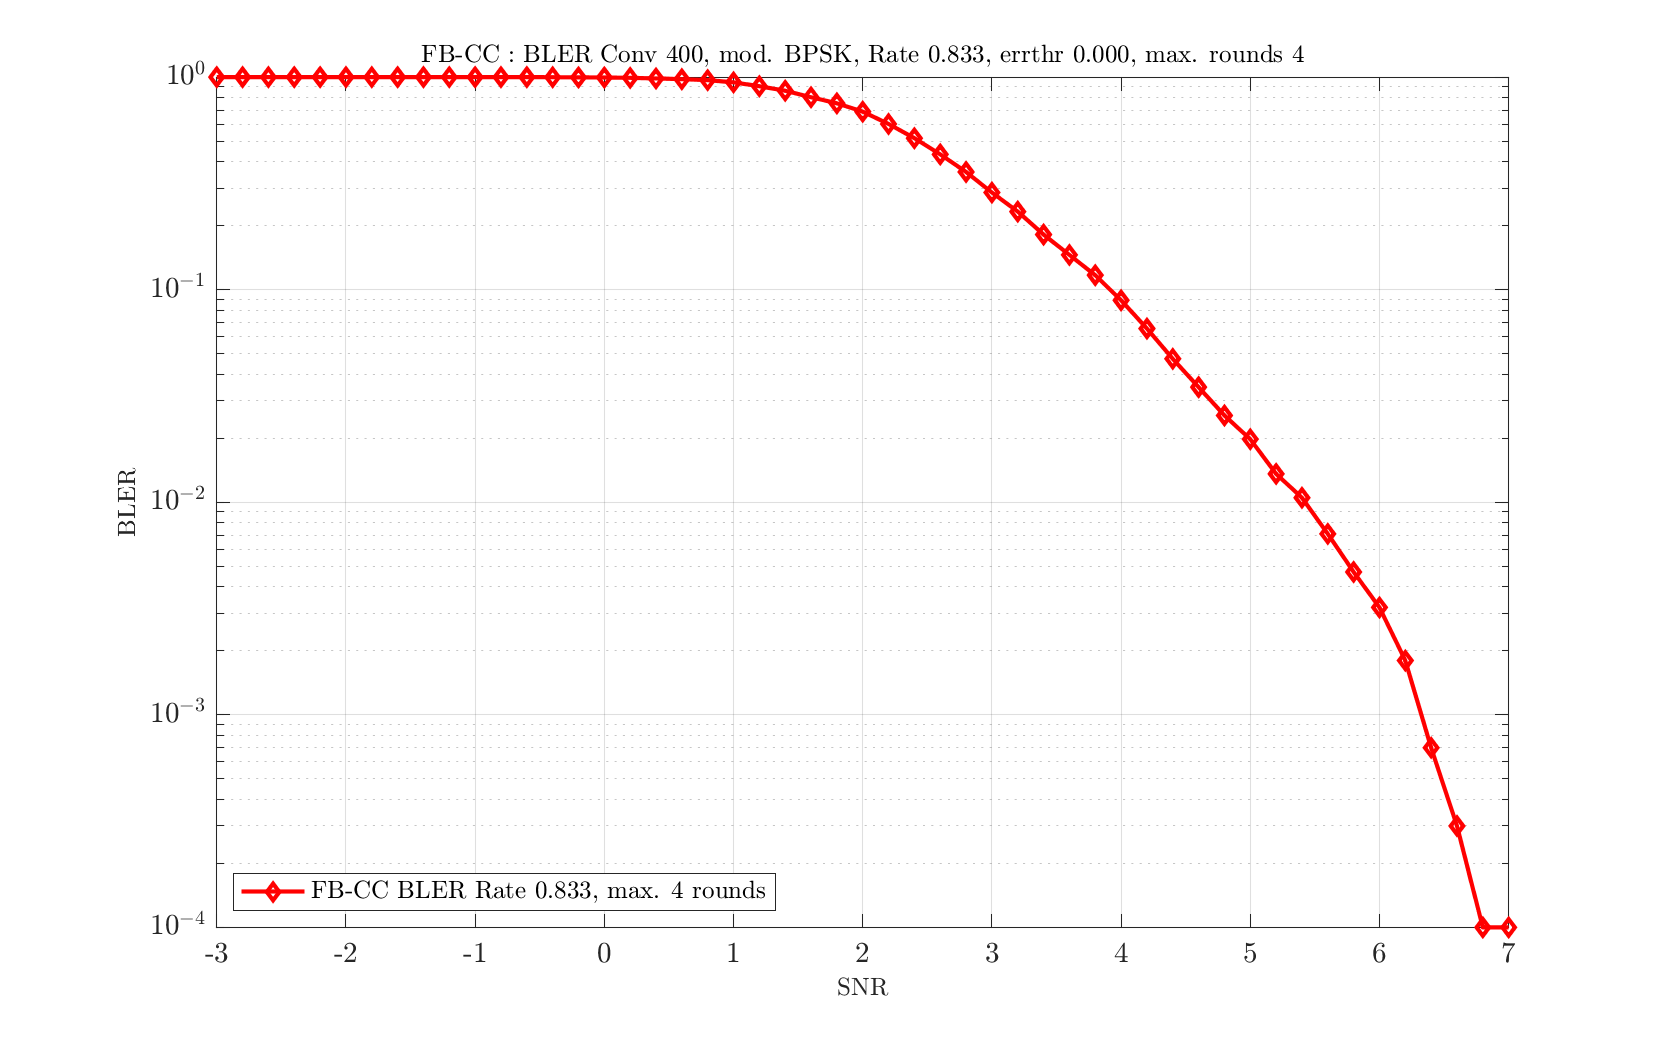 FB-CC : BLER Conv 400, mod. BPSK, Rate 0.833, errthr 0.000, max. rounds 4
10^0
10^-1
10^-2
10^-3
10^-4
BLER
FB-CC BLER Rate 0.833, max. 4 rounds
-3 -2 -1 0 1 2 3 4 5 6 7
SNR